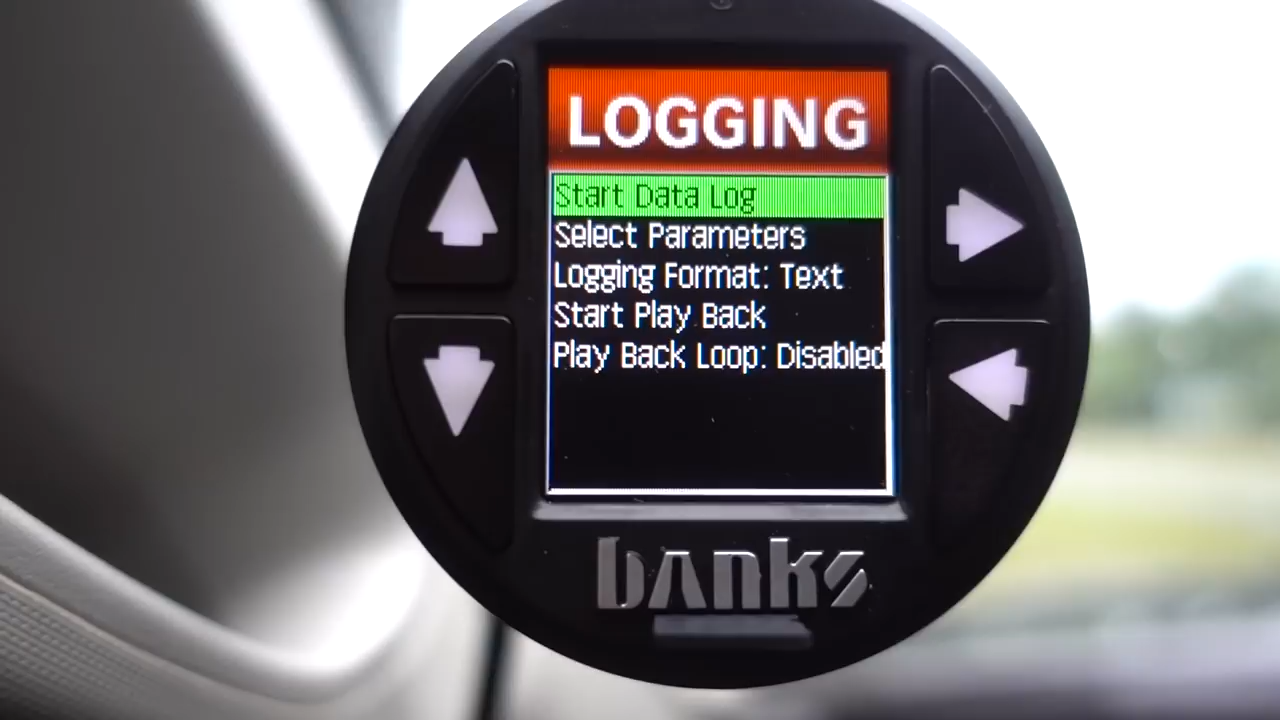 LOGGING
Start Data Log
Select Parameters
Logging Format: Text
Start Play Back
Play Back Loop: Disabled
banks